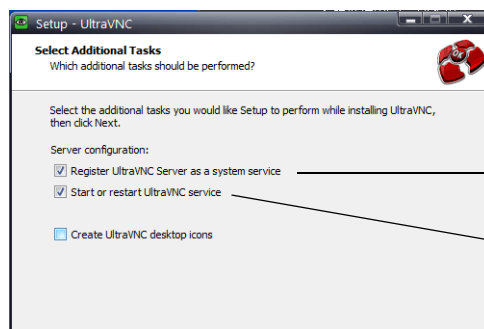 Setup - UltraVNC
Select Additional Tasks
Which additional tasks should be performed?
Select the additional tasks you would like Setup to perform while installing UltraVNC,
then click Next.
Server configuration:
Register UltraVNC Server as a system service
Start or restart UltraVNC service
Create UltraVNC desktop icons